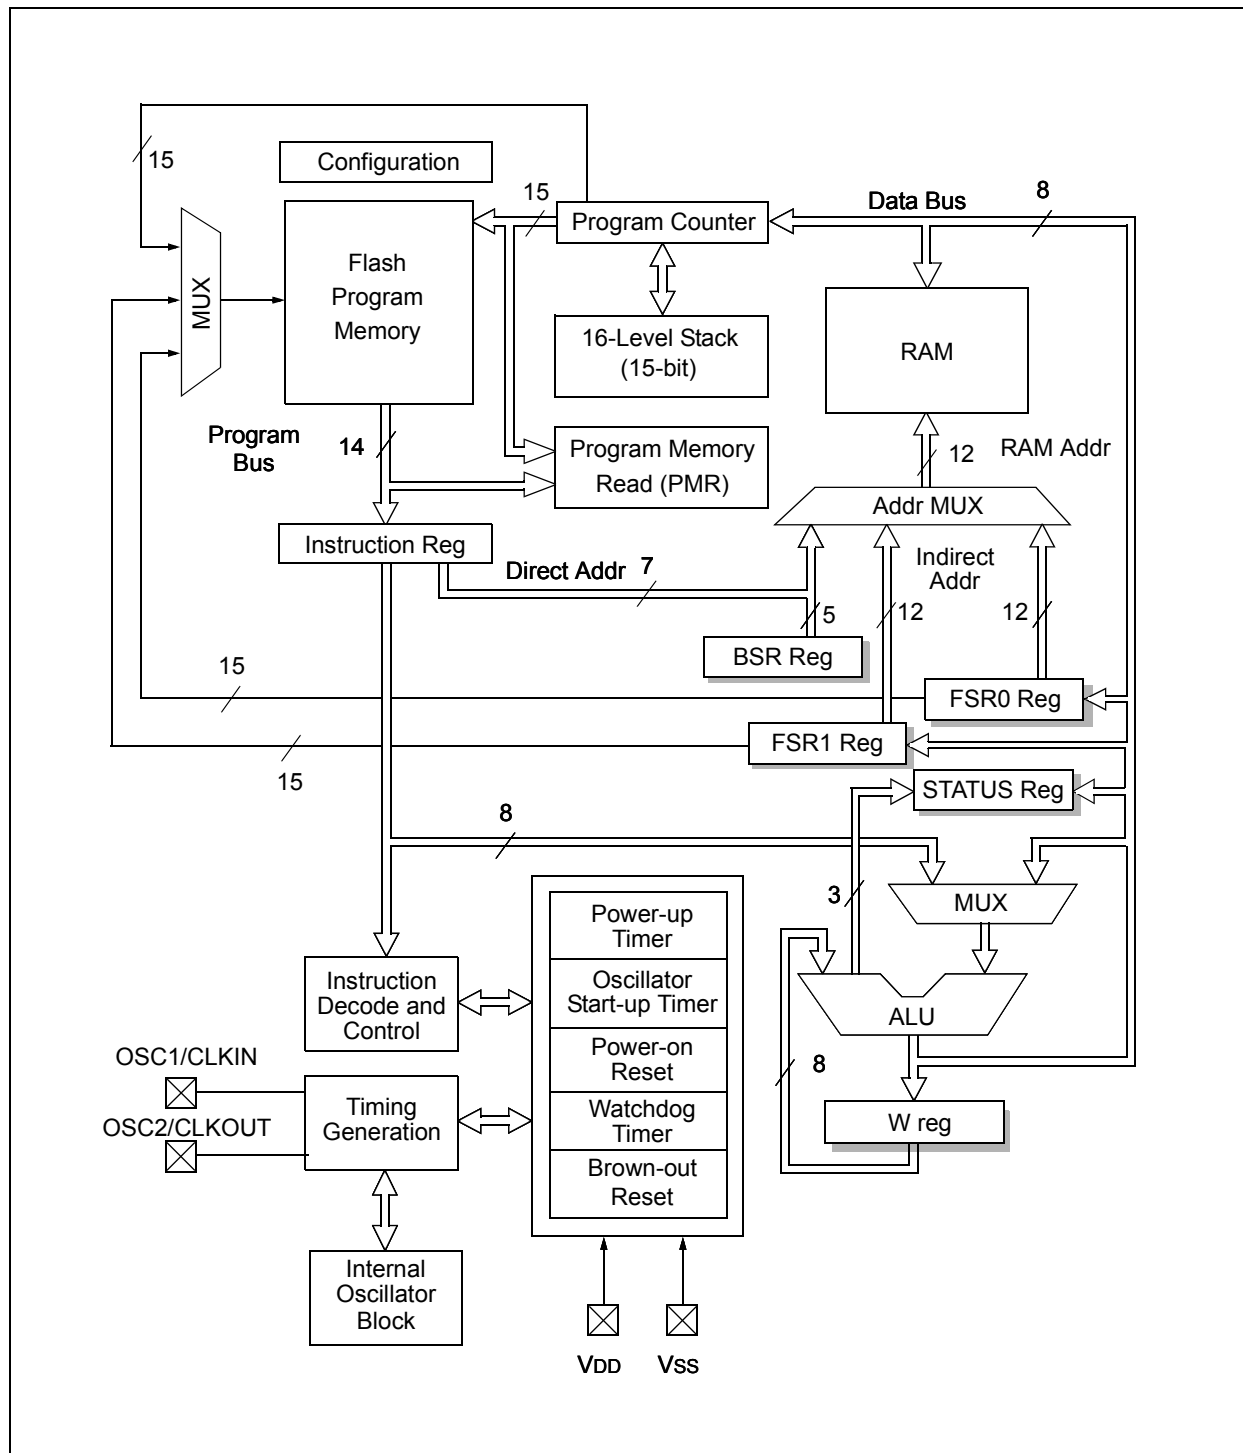 15
Configuration
15
Program Counter
Data Bus
8
MUX
Flash
Program
Memory
16-Level Stack
(15-bit)
RAM
Program
Bus
14
Program Memory
Read (PMR)
12
RAM Addr
Addr MUX
Instruction Reg
Direct Addr
7
Indirect
Addr
5
12
12
BSR Reg
15
FSR0 Reg
FSR1 Reg
15
STATUS Reg
8
3
MUX
Power-up
Timer
Instruction
Decode and
Control
Oscillator
Start-up Timer
ALU
OSC1/CLKIN
Power-on
Reset
8
Timing
Generation
OSC2/CLKOUT
Watchdog
Timer
W reg
Brown-out
Reset
Internal
Oscillator
Block
VDD
VSS